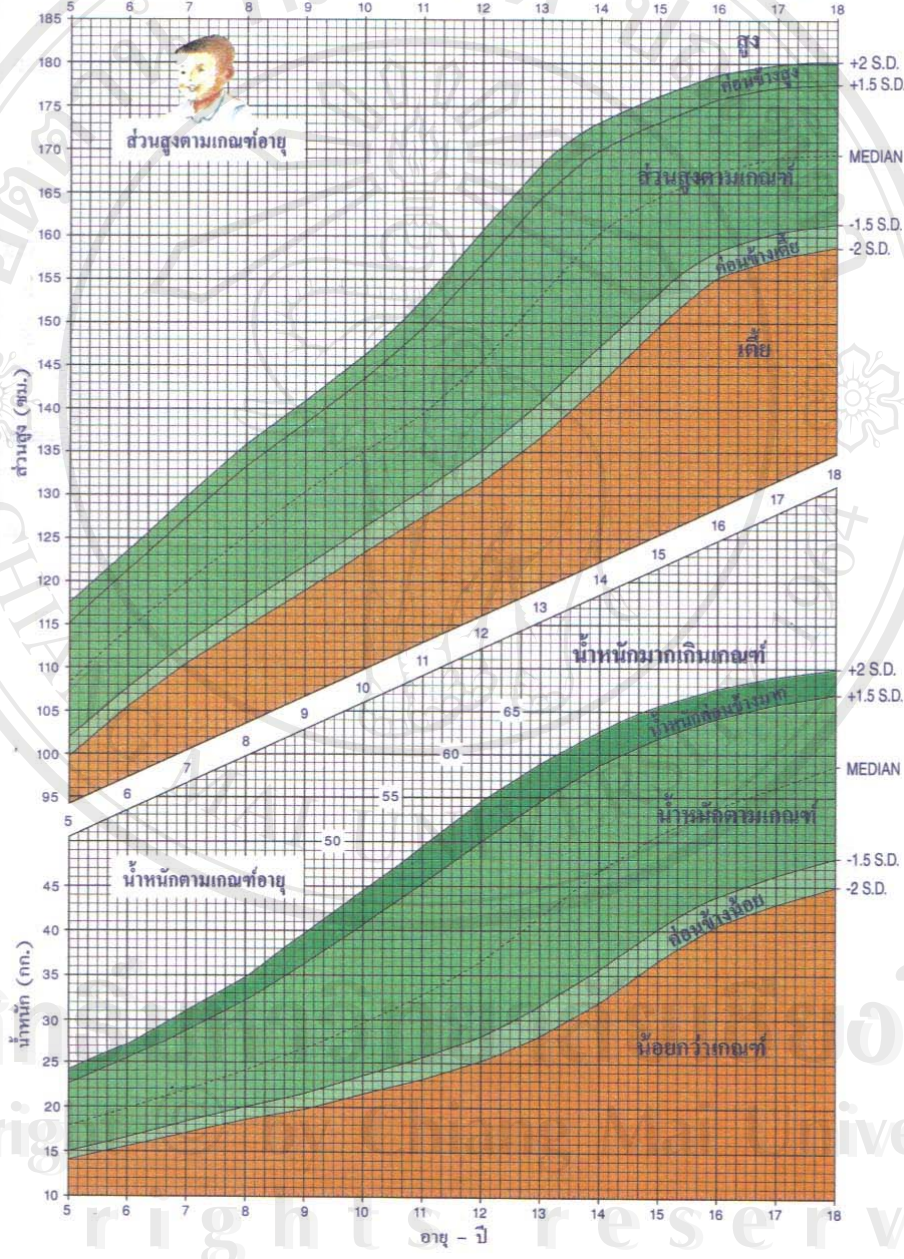 5 6 7 8 9 10 11 12 13 14 15 16 17 18
185
สูง
180
+2 S.D.
ค่อนข้างสูง
+1.5 S.D.
175
ส่วนสูงตามเกณฑ์อายุ
170
MEDIAN
ส่วนสูงตามเกณฑ์
165
160
-1.5 S.D.
ค่อนข้างเตี้ย
-2 S.D.
155
150
เตี้ย
145
140
ส่วนสูง (ซม.)
135
130
125
120
115
110
105
100
95
5 6 7 8 9 10 11 12 13 14 15 16 17 18
น้ำหนักมากเกินเกณฑ์
+2 S.D.
น้ำหนักค่อนข้างมาก
+1.5 S.D.
65
60
MEDIAN
55
น้ำหนักตามเกณฑ์
50
น้ำหนักตามเกณฑ์อายุ
-1.5 S.D.
45
-2 S.D.
ค่อนข้างน้อย
40
น้ำหนัก (กก.)
35
30
น้อยกว่าเกณฑ์
25
20
by Chiang Mai Unive
15
10
5 6 7 8 9 10 11 12 13 14 15 16 17 18
rights reserv
อายุ - ปี
1964